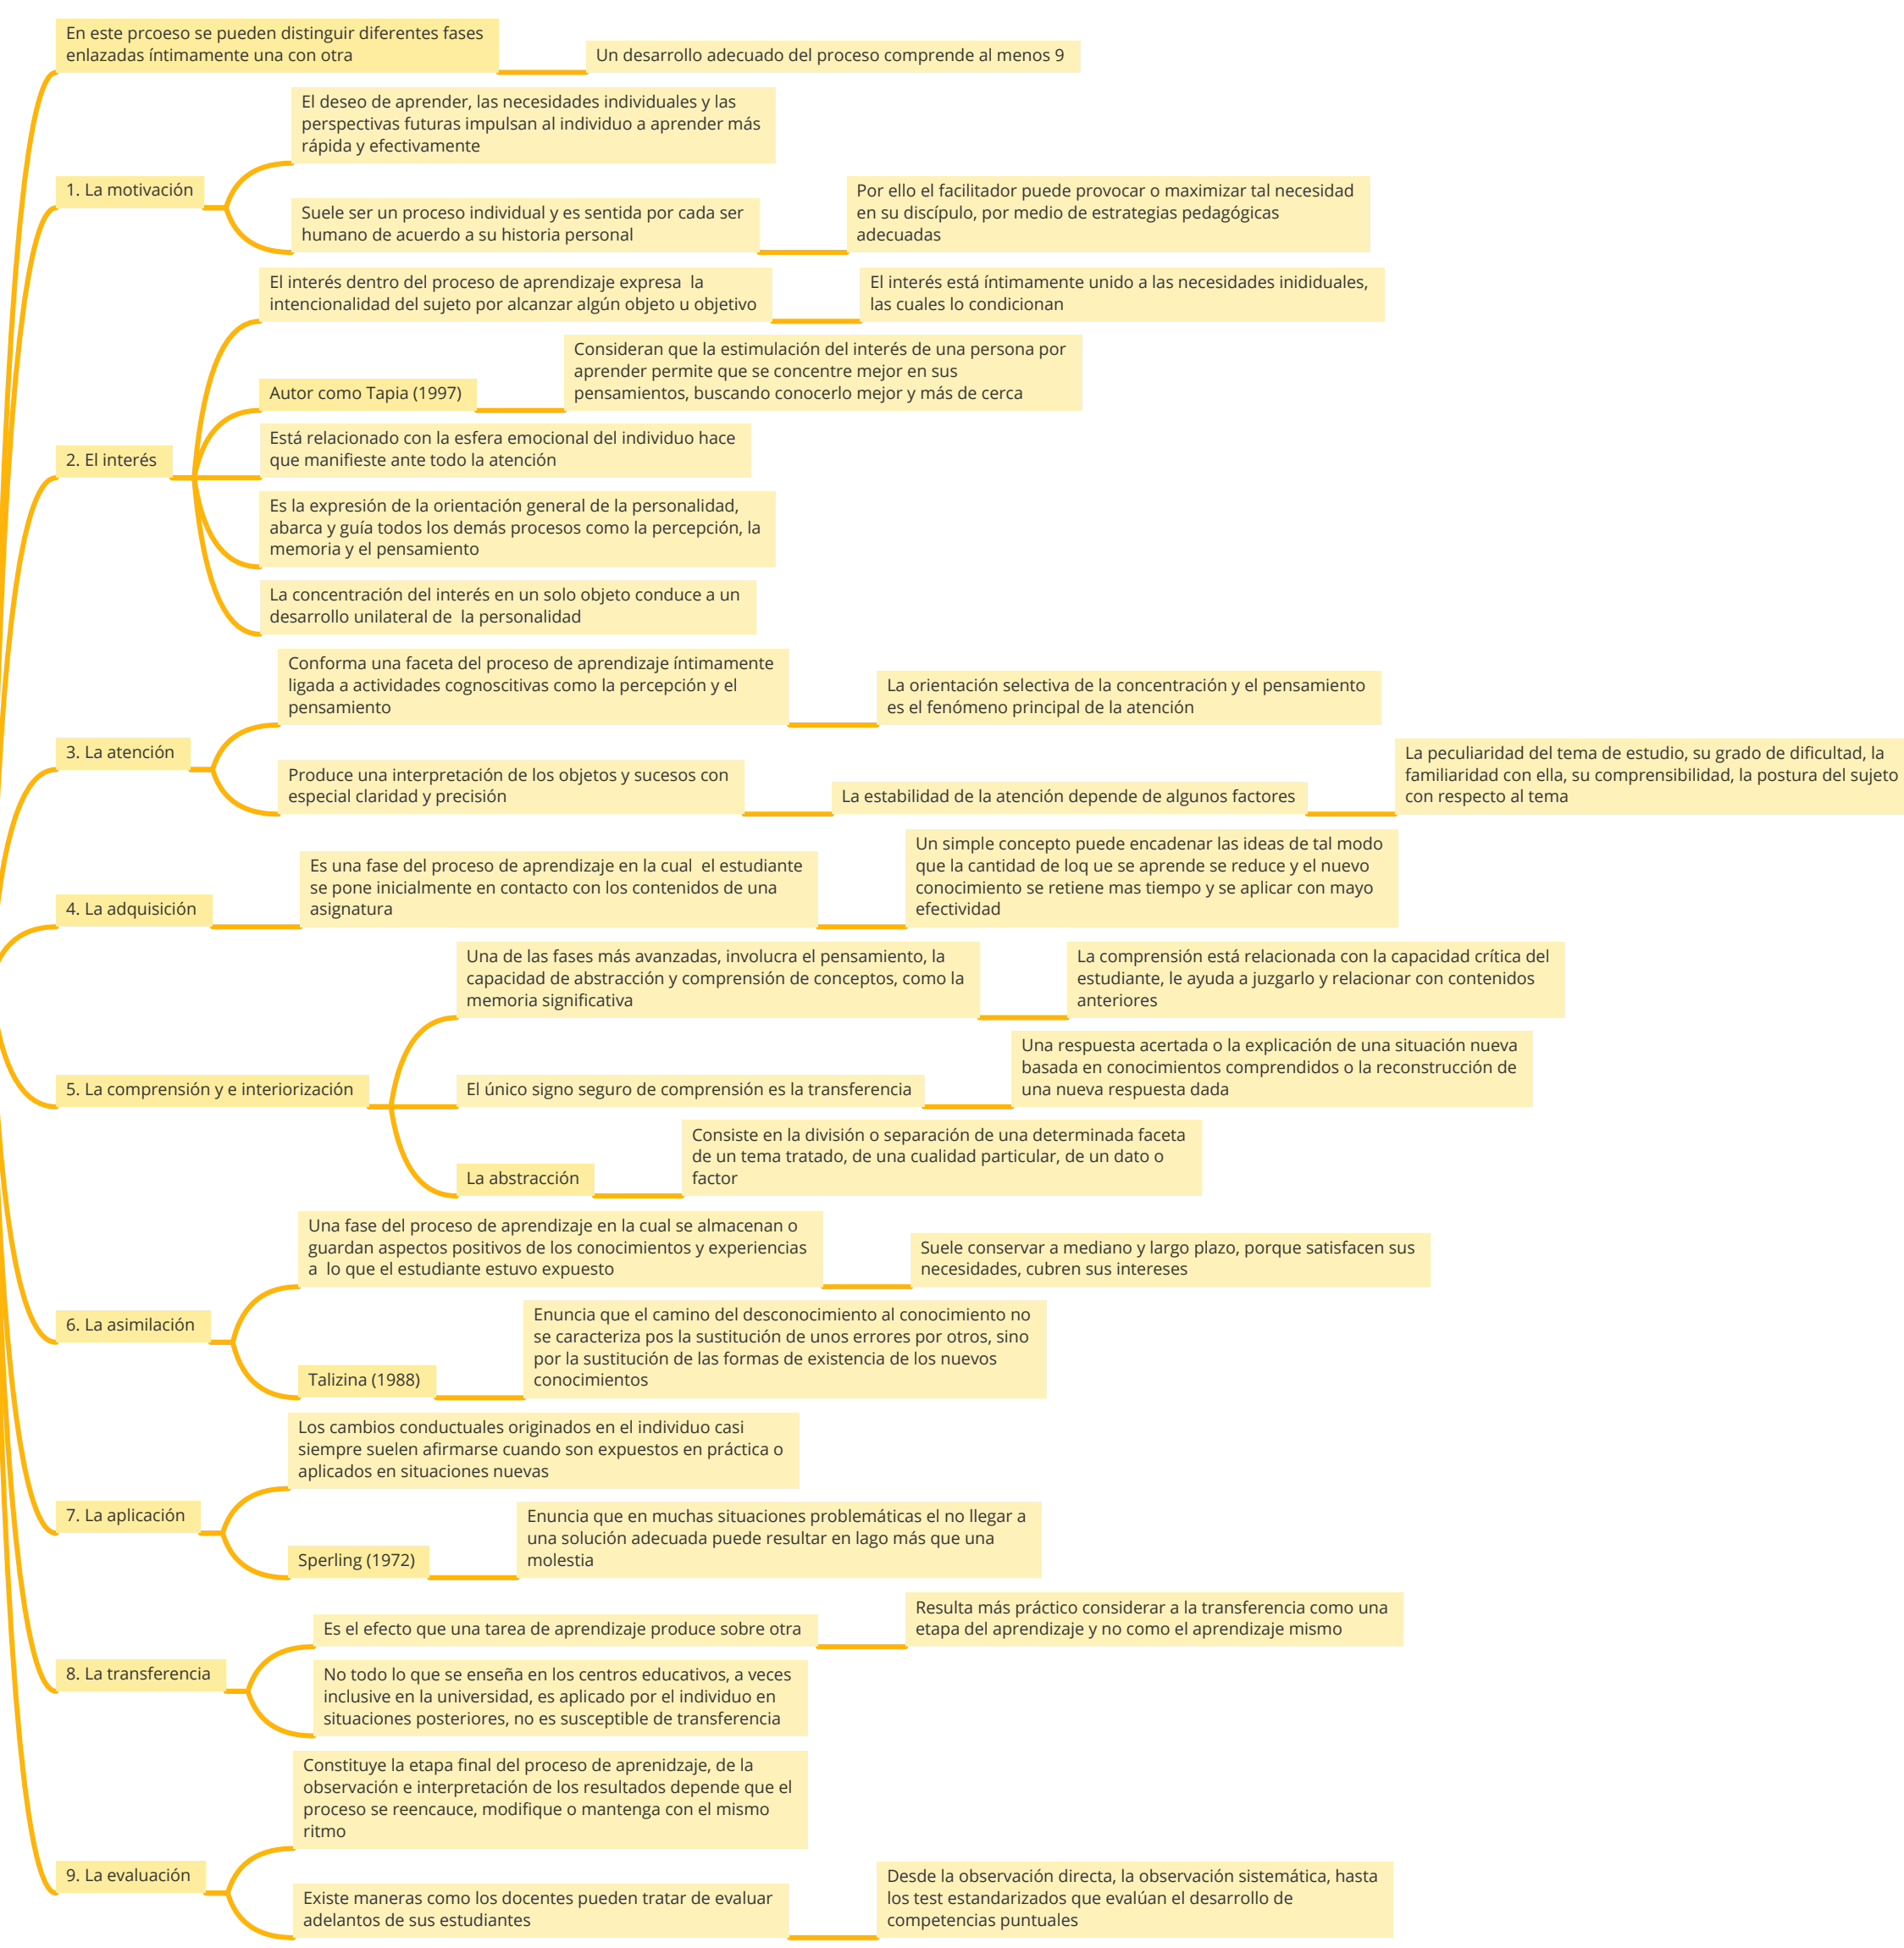 En este prcoeso se pueden distinguir diferentes fases
enlazadas íntimamente una con otra
Un desarrollo adecuado del proceso comprende al menos 9
1. La motivación
El deseo de aprender, las necesidades individuales y las
perspectivas futuras impulsan al individuo a aprender más
rápida y efectivamente
Suele ser un proceso individual y es sentida por cada ser
humano de acuerdo a su historia personal
Por ello el facilitador puede provocar o maximizar tal necesidad
en su discípulo, por medio de estrategias pedagógicas
adecuadas
2. El interés
El interés dentro del proceso de aprendizaje expresa  la
intencionalidad del sujeto por alcanzar algún objeto u objetivo
El interés está íntimamente unido a las necesidades inididuales,
las cuales lo condicionan
Autor como Tapia (1997)
Consideran que la estimulación del interés de una persona por
aprender permite que se concentre mejor en sus
pensamientos, buscando conocerlo mejor y más de cerca
Está relacionado con la esfera emocional del individuo hace
que manifieste ante todo la atención
Es la expresión de la orientación general de la personalidad,
abarca y guía todos los demás procesos como la percepción, la
memoria y el pensamiento
La concentración del interés en un solo objeto conduce a un
desarrollo unilateral de  la personalidad
3. La atención
Conforma una faceta del proceso de aprendizaje íntimamente
ligada a actividades cognoscitivas como la percepción y el
pensamiento
La orientación selectiva de la concentración y el pensamiento
es el fenómeno principal de la atención
Produce una interpretación de los objetos y sucesos con
especial claridad y precisión
La estabilidad de la atención depende de algunos factores
La peculiaridad del tema de estudio, su grado de dificultad, la
familiaridad con ella, su comprensibilidad, la postura del sujeto
con respecto al tema
4. La adquisición
Es una fase del proceso de aprendizaje en la cual  el estudiante
se pone inicialmente en contacto con los contenidos de una
asignatura
Un simple concepto puede encadenar las ideas de tal modo
que la cantidad de loq ue se aprende se reduce y el nuevo
conocimiento se retiene mas tiempo y se aplicar con mayo
efectividad
5. La comprensión y e interiorización
Una de las fases más avanzadas, involucra el pensamiento, la
capacidad de abstracción y comprensión de conceptos, como la
memoria significativa
La comprensión está relacionada con la capacidad crítica del
estudiante, le ayuda a juzgarlo y relacionar con contenidos
anteriores
El único signo seguro de comprensión es la transferencia
Una respuesta acertada o la explicación de una situación nueva
basada en conocimientos comprendidos o la reconstrucción de
una nueva respuesta dada
La abstracción
Consiste en la división o separación de una determinada faceta
de un tema tratado, de una cualidad particular, de un dato o
factor
6. La asimilación
Una fase del proceso de aprendizaje en la cual se almacenan o
guardan aspectos positivos de los conocimientos y experiencias
a  lo que el estudiante estuvo expuesto
Suele conservar a mediano y largo plazo, porque satisfacen sus
necesidades, cubren sus intereses
Talizina (1988)
Enuncia que el camino del desconocimiento al conocimiento no
se caracteriza pos la sustitución de unos errores por otros, sino
por la sustitución de las formas de existencia de los nuevos
conocimientos
7. La aplicación
Los cambios conductuales originados en el individuo casi
siempre suelen afirmarse cuando son expuestos en práctica o
aplicados en situaciones nuevas
Sperling (1972)
Enuncia que en muchas situaciones problemáticas el no llegar a
una solución adecuada puede resultar en lago más que una
molestia
8. La transferencia
Es el efecto que una tarea de aprendizaje produce sobre otra
Resulta más práctico considerar a la transferencia como una
etapa del aprendizaje y no como el aprendizaje mismo
No todo lo que se enseña en los centros educativos, a veces
inclusive en la universidad, es aplicado por el individuo en
situaciones posteriores, no es susceptible de transferencia
9. La evaluación
Constituye la etapa final del proceso de aprenidzaje, de la
observación e interpretación de los resultados depende que el
proceso se reencauce, modifique o mantenga con el mismo
ritmo
Existe maneras como los docentes pueden tratar de evaluar
adelantos de sus estudiantes
Desde la observación directa, la observación sistemática, hasta
los test estandarizados que evalúan el desarrollo de
competencias puntuales